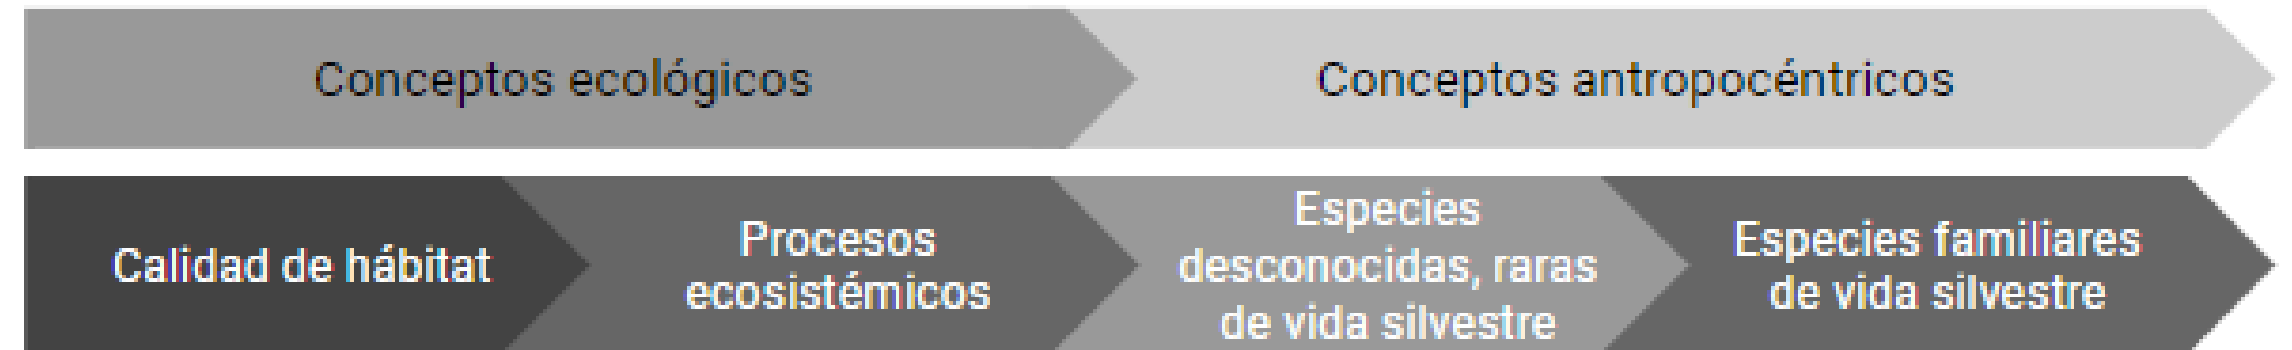 Conceptos ecológicos
Conceptos antropocéntricos
Calidad de hábitat
Procesos
ecosistémicos
Especies
desconocidas, raras
de vida silvestre
Especies familiares
de vida silvestre